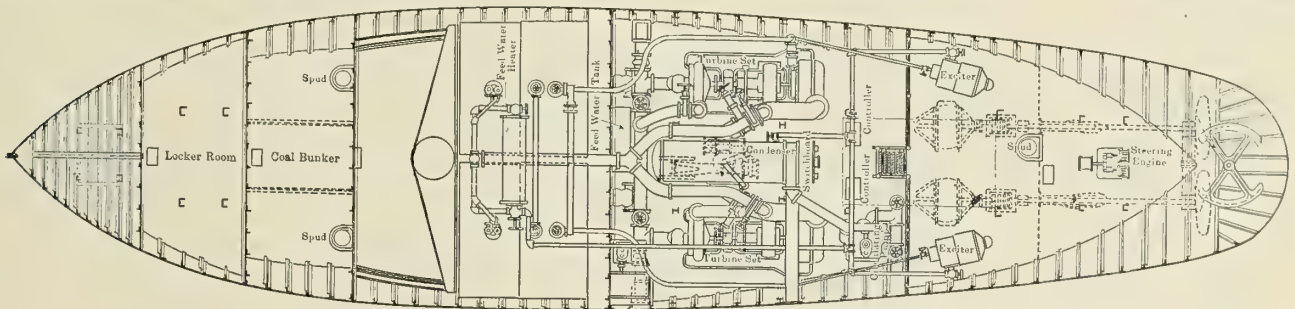 Spud
Locker Room
Coal Bunker
Spud
Feed Water
Heater
Feed Water
Tank
Turbine Set
Condenser
Turbine Set
Switchboard
Controller
Controller
Circulating
Exciter
Exciter
Spud
Steering
Engine